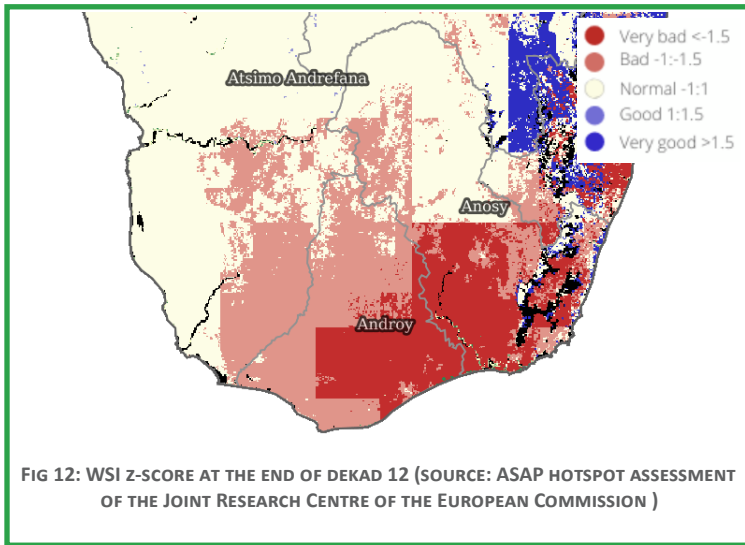 Very bad <-1.5
Bad -1:-1.5
Normal -1:1
Good 1:1.5
Very good >1.5
Atsimo Andrefana
Anosy
Androy
FIG 12: WSI Z-SCORE AT THE END OF DEKAD 12 (SOURCE: ASAP HOTSPOT ASSESSMENT
OF THE JOINT RESEARCH CENTRE OF THE EUROPEAN COMMISSION )